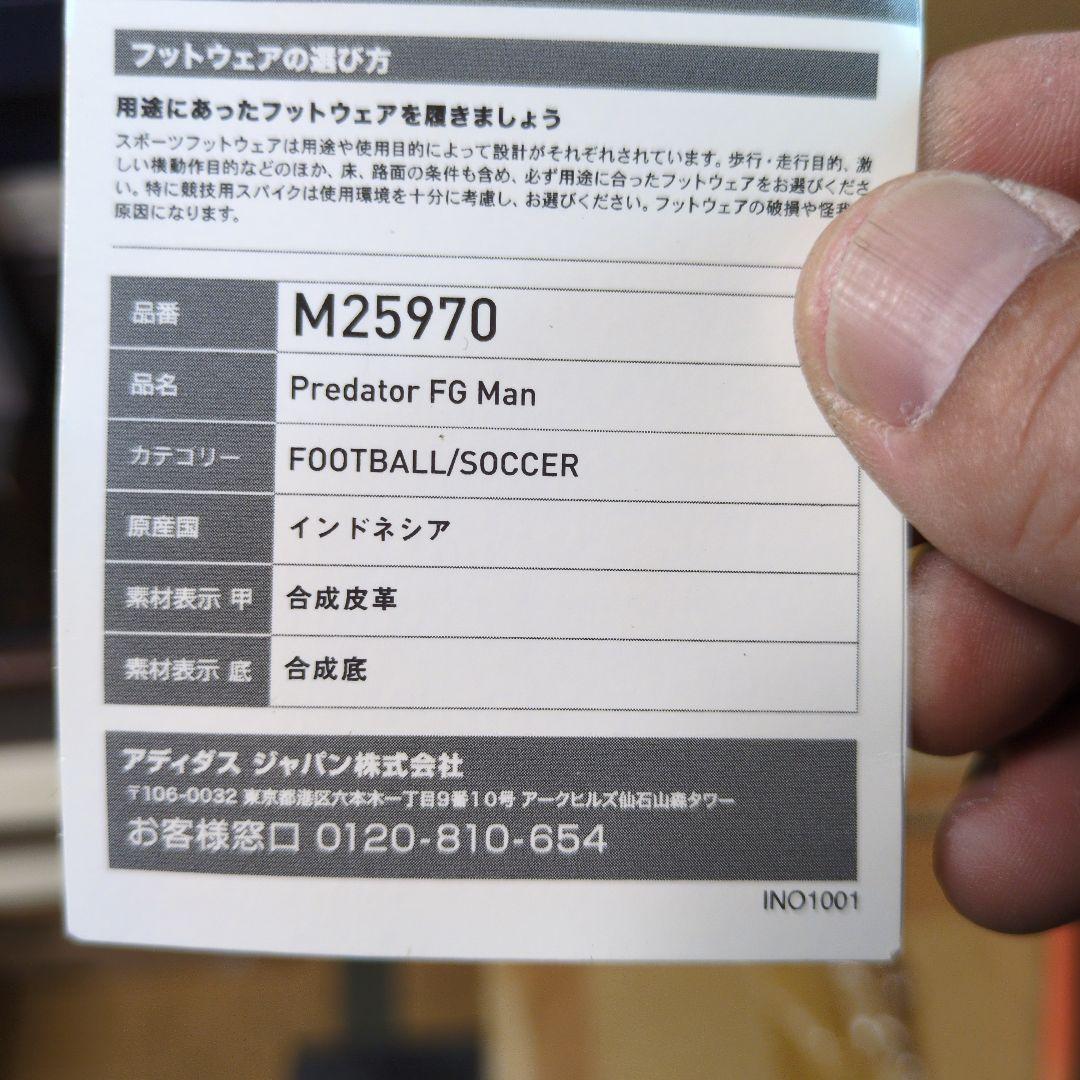 フットウェアの選び方
用途にあったフットウェアを履きましょう
スポーツフットウェアは用途や使用目的によって設計がそれぞれされています。歩行・走行目的、激
しい機動作目的などのほか、床、路面の条件も含め、必ず用途に合ったフットウェアをお選びくださ
い。特に競技用スパイクは使用環境を十分に考慮し、お選びください。フットウェアの破損や怪我
原因になります。
品番 M25970
品名 Predator FG Man
カテゴリー FOOTBALL/SOCCER
原産国 インドネシア
素材表示 甲 合成皮革
素材表示 底 合成底
アディダス ジャパン株式会社
〒106-0032 東京都港区六本木一丁目9番10号 アークヒルズ仙石山森タワー
お客様窓口 0120-810-654
INO1001